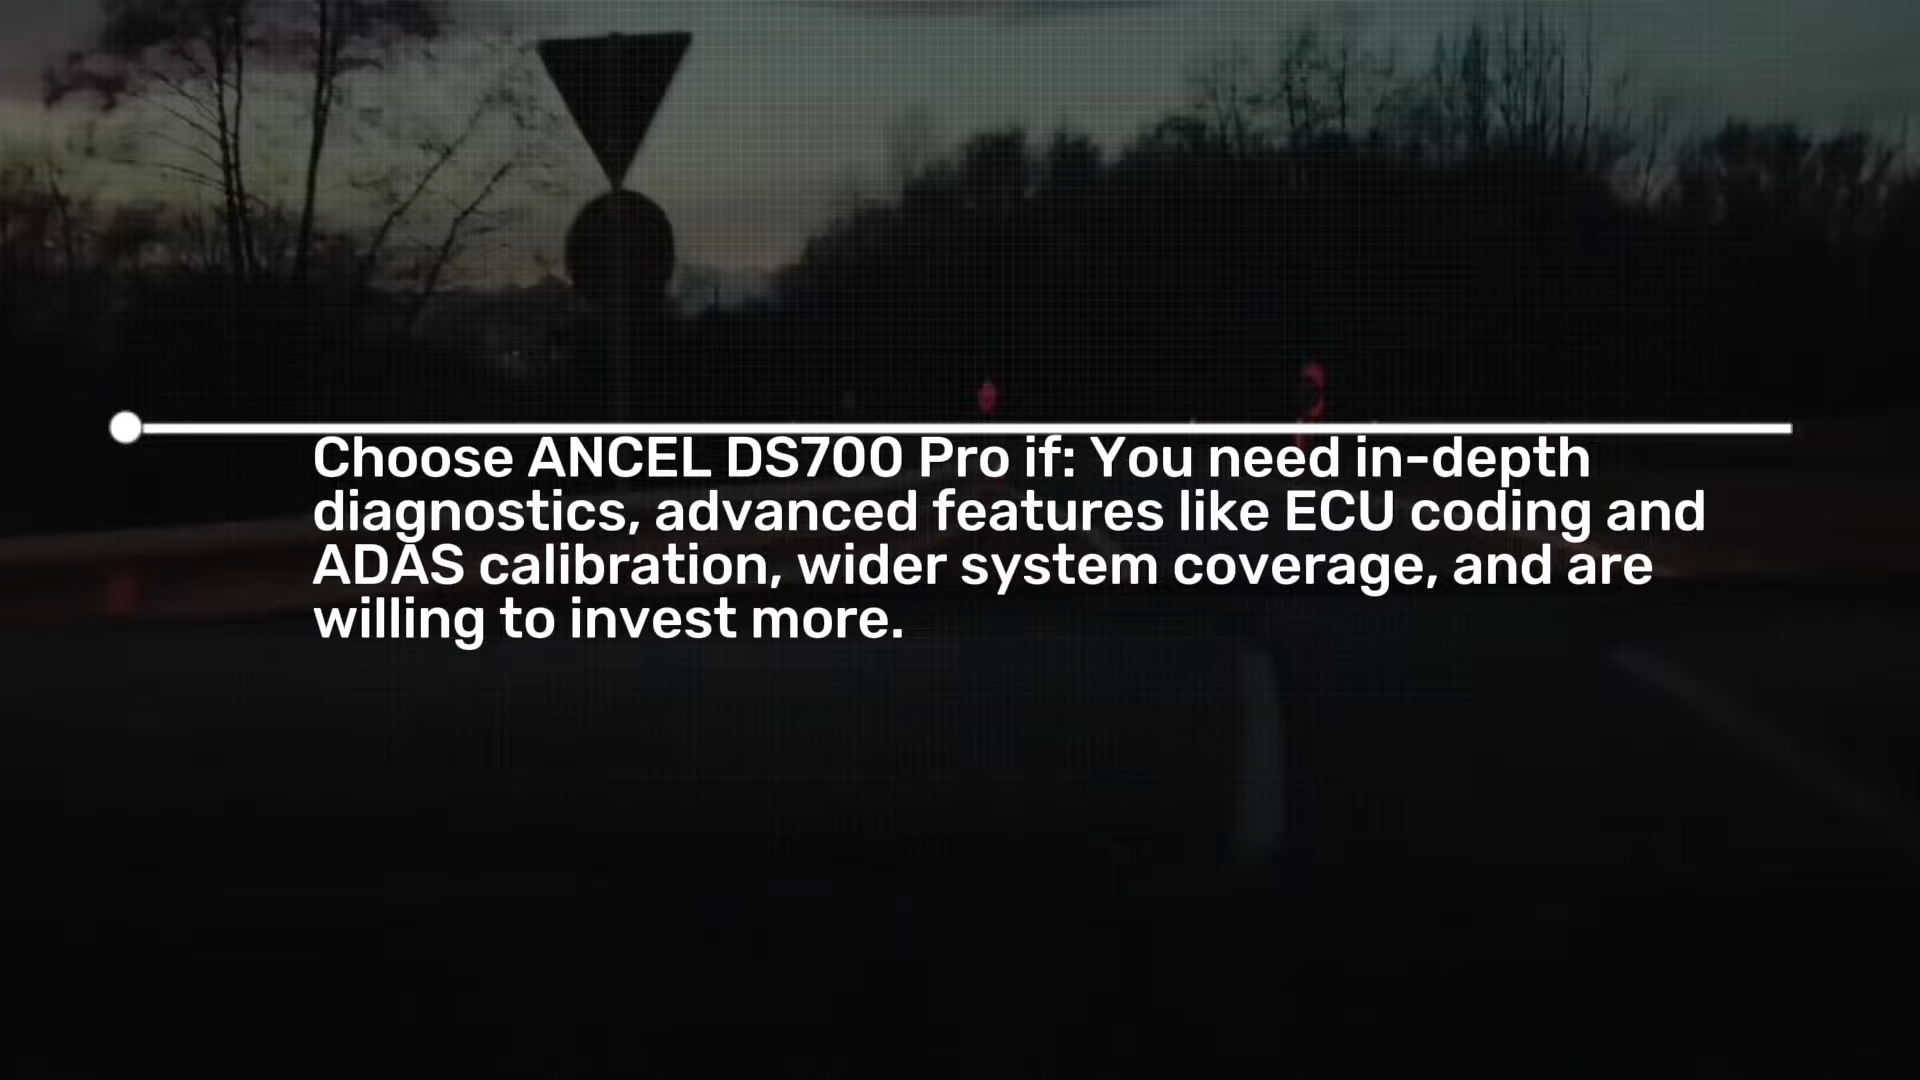 Choose ANCEL DS700 Pro if: You need in-depth
diagnostics, advanced features like ECU coding and
ADAS calibration, wider system coverage, and are
willing to invest more.